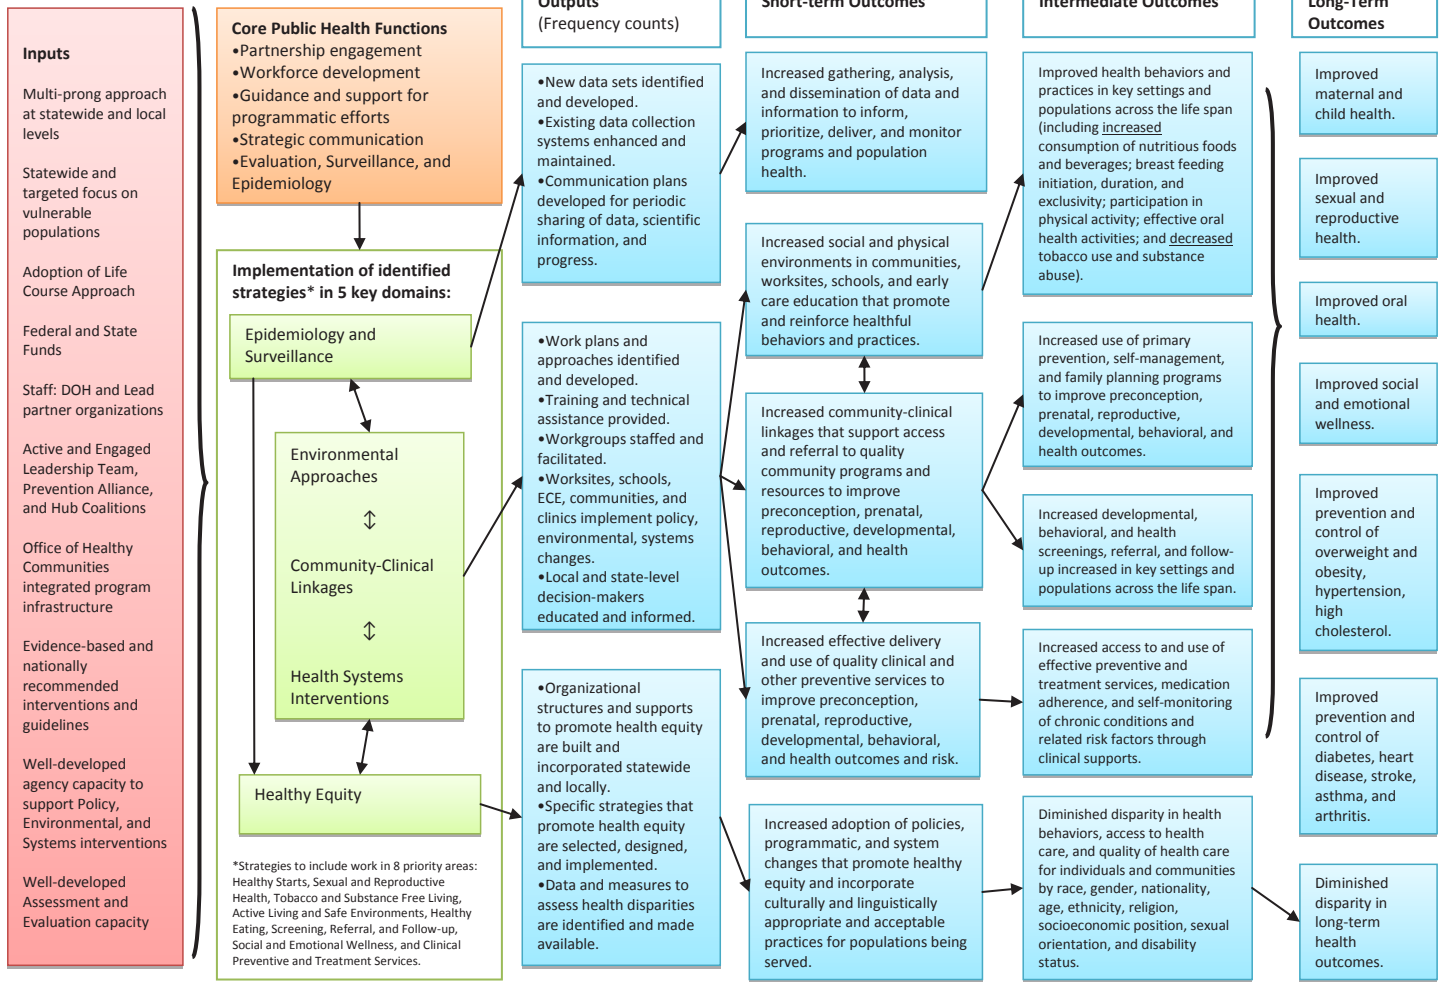 Inputs
Multi-prong approach
at statewide and local
levels
Statewide and
targeted focus on
vulnerable
populations
Adoption of Life
Course Approach
Federal and State
Funds
Staff: DOH and Lead
partner organizations
Active and Engaged
Leadership Team,
Prevention Alliance,
and Hub Coalitions
Office of Healthy
Communities
integrated program
infrastructure
Evidence-based and
nationally
recommended
interventions and
guidelines
Well-developed
agency capacity to
support Policy,
Environmental, and
Systems interventions
Well-developed
Assessment and
Evaluation capacity
Core Public Health Functions
•Partnership engagement
•Workforce development
•Guidance and support for
programmatic efforts
•Strategic communication
•Evaluation, Surveillance, and
Epidemiology
Implementation of identified
strategies* in 5 key domains:
Epidemiology and
Surveillance
Environmental
Approaches
↕
Community-Clinical
Linkages
↕
Health Systems
Interventions
Healthy Equity
*Strategies to include work in 8 priority areas:
Healthy Starts, Sexual and Reproductive
Health, Tobacco and Substance Free Living,
Active Living and Safe Environments, Healthy
Eating, Screening, Referral, and Follow-up,
Social and Emotional Wellness, and Clinical
Preventive and Treatment Services.
Outputs
(Frequency counts)
•New data sets identified
and developed.
•Existing data collection
systems enhanced and
maintained.
•Communication plans
developed for periodic
sharing of data, scientific
information, and
progress.
•Work plans and
approaches identified
and developed.
•Training and technical
assistance provided.
•Workgroups staffed and
facilitated.
•Worksites, schools,
ECE, communities, and
clinics implement policy,
environmental, systems
changes.
•Local and state-level
decision-makers
educated and informed.
•Organizational
structures and supports
to promote health equity
are built and
incorporated statewide
and locally.
•Specific strategies that
promote health equity
are selected, designed,
and implemented.
•Data and measures to
assess health disparities
are identified and made
available.
Short-term Outcomes
Increased gathering, analysis,
and dissemination of data and
information to inform,
prioritize, deliver, and monitor
programs and population
health.
Increased social and physical
environments in communities,
worksites, schools, and early
care education that promote
and reinforce healthful
behaviors and practices.
Increased community-clinical
linkages that support access
and referral to quality
community programs and
resources to improve
preconception, prenatal,
reproductive, developmental,
behavioral, and health
outcomes.
Increased effective delivery
and use of quality clinical and
other preventive services to
improve preconception,
prenatal, reproductive,
developmental, behavioral,
and health outcomes and risk.
Increased adoption of policies,
programmatic, and system
changes that promote healthy
equity and incorporate
culturally and linguistically
appropriate and acceptable
practices for populations being
served.
Intermediate Outcomes
Improved health behaviors and
practices in key settings and
populations across the life span
(including increased
consumption of nutritious foods
and beverages; breast feeding
initiation, duration, and
exclusivity; participation in
physical activity; effective oral
health activities; and decreased
tobacco use and substance
abuse).
Increased use of primary
prevention, self-management,
and family planning programs
to improve preconception,
prenatal, reproductive,
developmental, behavioral, and
health outcomes.
Increased developmental,
behavioral, and health
screenings, referral, and follow-
up increased in key settings and
populations across the life span.
Increased access to and use of
effective preventive and
treatment services, medication
adherence, and self-monitoring
of chronic conditions and
related risk factors through
clinical supports.
Diminished disparity in health
behaviors, access to health
care, and quality of health care
for individuals and communities
by race, gender, nationality,
age, ethnicity, religion,
socioeconomic position, sexual
orientation, and disability
status.
Long-Term
Outcomes
Improved
maternal and
child health.
Improved
sexual and
reproductive
health.
Improved oral
health.
Improved social
and emotional
wellness.
Improved
prevention and
control of
overweight and
obesity,
hypertension,
high
cholesterol.
Improved
prevention and
control of
diabetes, heart
disease, stroke,
asthma, and
arthritis.
Diminished
disparity in
long-term
health
outcomes.